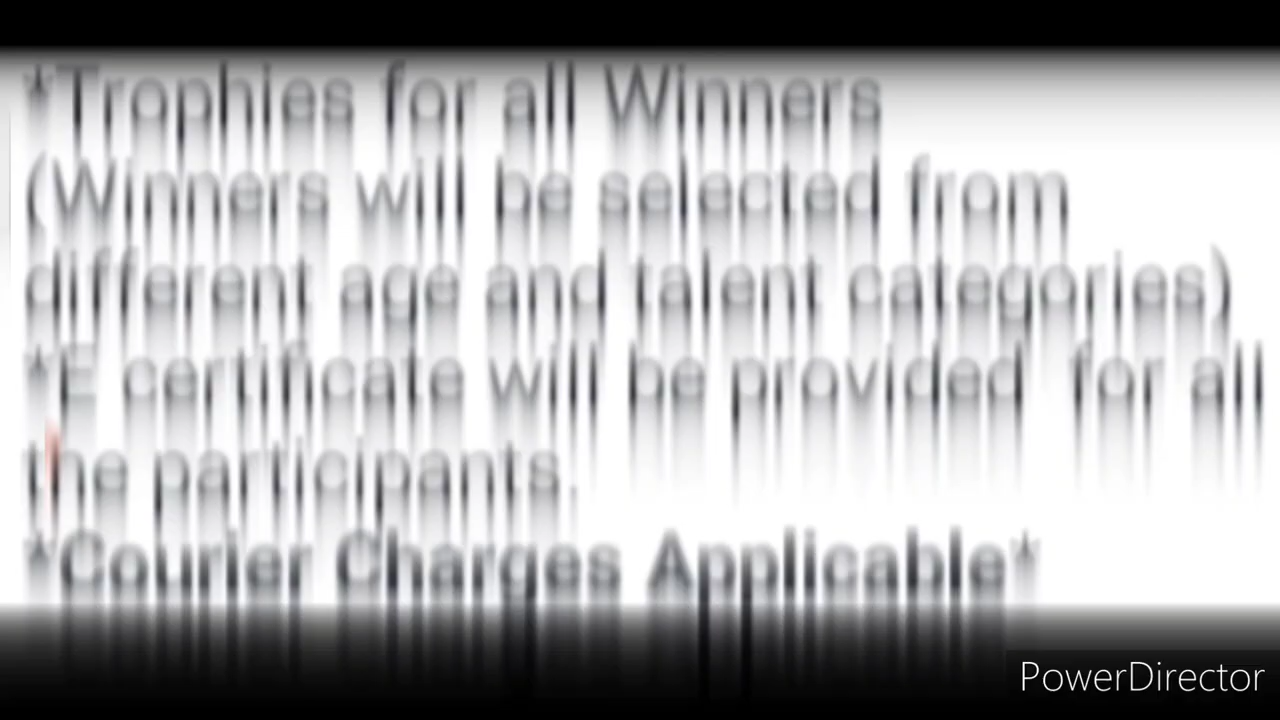 *Trophies for all Winners
(Winners will be selected from
different age and talent categories)
*E certificate will be provided for all
the participants.
*Courier Charges Applicable*
PowerDirector